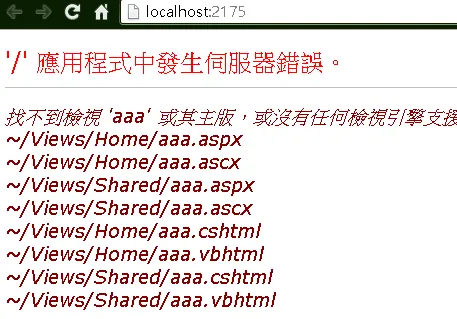 localhost:2175
'/' 應用程式中發生伺服器錯誤。
找不到檢視 'aaa' 或其主版，或沒有任何檢視引擎支援
~/Views/Home/aaa.aspx
~/Views/Home/aaa.ascx
~/Views/Shared/aaa.aspx
~/Views/Shared/aaa.ascx
~/Views/Home/aaa.cshtml
~/Views/Home/aaa.vbhtml
~/Views/Shared/aaa.cshtml
~/Views/Shared/aaa.vbhtml